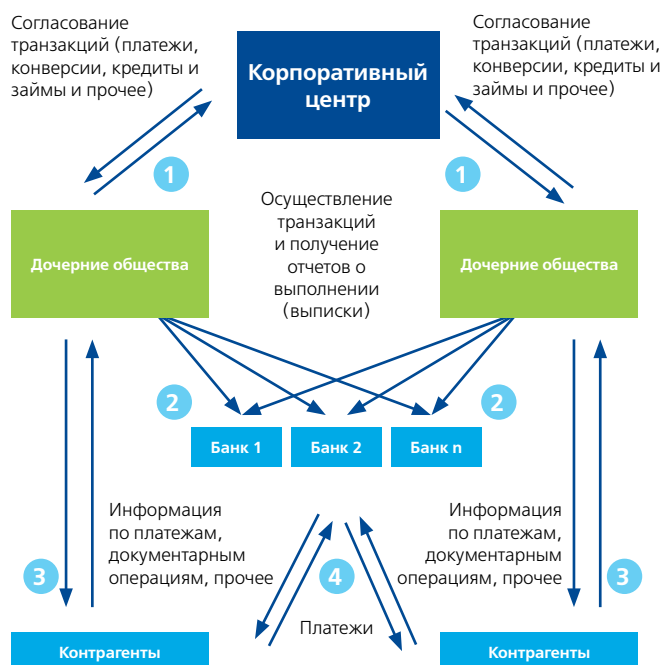 Согласование
транзакций (платежи,
конверсии, кредиты и
займы и прочее)
Корпоративный
центр
Согласование
транзакций (платежи,
конверсии, кредиты и
займы и прочее)
1
1
Дочерние общества
Осуществление
транзакций
и получение
отчетов о
выполнении
(выписки)
Дочерние общества
2
2
Банк 1
Банк 2
Банк n
Информация
по платежам,
документарным
операциям, прочее
Информация
по платежам,
документарным
операциям, прочее
3
4
3
Платежи
Контрагенты
Контрагенты